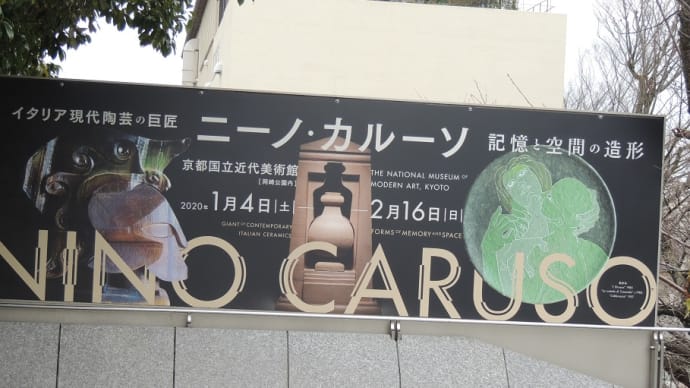 イタリア現代陶芸の巨匠
ニーノ・カルーソ
記憶と空間の造形
京都国立近代美術館
[岡崎公園内]
THE NATIONAL MUSEUM OF
MODERN ART, KYOTO
2020年 1月4日|土| 2月16日|日|
GIANT OF CONTEMPORARY
ITALIAN CERAMICS
FORMS OF MEMORY AND SPACE
NINO CARUSO